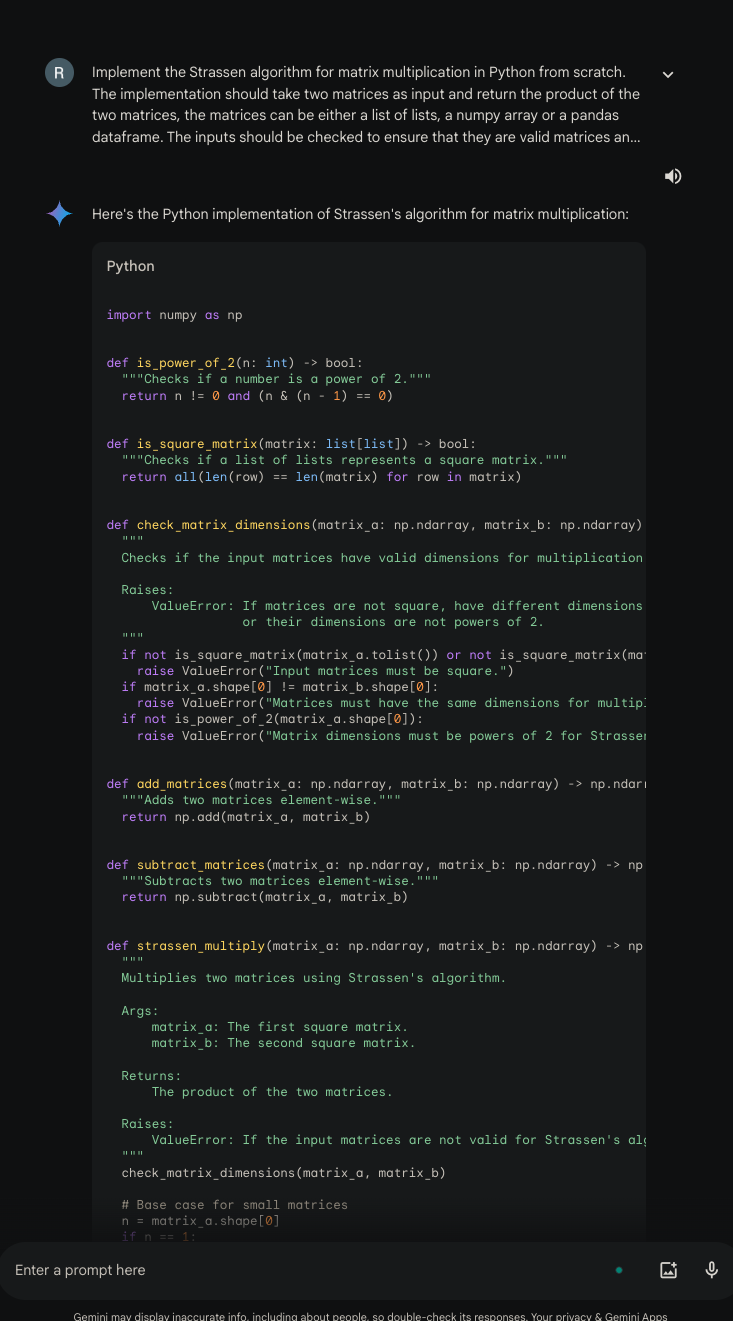 R
Implement the Strassen algorithm for matrix multiplication in Python from scratch.
The implementation should take two matrices as input and return the product of the
two matrices, the matrices can be either a list of lists, a numpy array or a pandas
dataframe. The inputs should be checked to ensure that they are valid matrices an...
Here's the Python implementation of Strassen's algorithm for matrix multiplication:
Python
import numpy as np
def is_power_of_2(n: int) -> bool:
"""Checks if a number is a power of 2."""
return n != 0 and (n & (n - 1) == 0)
def is_square_matrix(matrix: list[list]) -> bool:
"""Checks if a list of lists represents a square matrix."""
return all(len(row) == len(matrix) for row in matrix)
def check_matrix_dimensions(matrix_a: np.ndarray, matrix_b: np.ndarray)
"""
Checks if the input matrices have valid dimensions for multiplication
Raises:
ValueError: If matrices are not square, have different dimensions
or their dimensions are not powers of 2.
"""
if not is_square_matrix(matrix_a.tolist()) or not is_square_matrix(mat
raise ValueError("Input matrices must be square.")
if matrix_a.shape[0] != matrix_b.shape[0]:
raise ValueError("Matrices must have the same dimensions for multipl
if not is_power_of_2(matrix_a.shape[0]):
raise ValueError("Matrix dimensions must be powers of 2 for Strassen
def add_matrices(matrix_a: np.ndarray, matrix_b: np.ndarray) -> np.ndarr
"""Adds two matrices element-wise."""
return np.add(matrix_a, matrix_b)
def subtract_matrices(matrix_a: np.ndarray, matrix_b: np.ndarray) -> np
"""Subtracts two matrices element-wise."""
return np.subtract(matrix_a, matrix_b)
def strassen_multiply(matrix_a: np.ndarray, matrix_b: np.ndarray) -> np
"""
Multiplies two matrices using Strassen's algorithm.
Args:
matrix_a: The first square matrix.
matrix_b: The second square matrix.
Returns:
The product of the two matrices.
Raises:
ValueError: If the input matrices are not valid for Strassen's alg
"""
check_matrix_dimensions(matrix_a, matrix_b)
# Base case for small matrices
n = matrix_a.shape[0]
if n == 1:
Enter a prompt here
Gemini may display inaccurate info, including about people, so double-check its responses. Your privacy & Gemini Apps